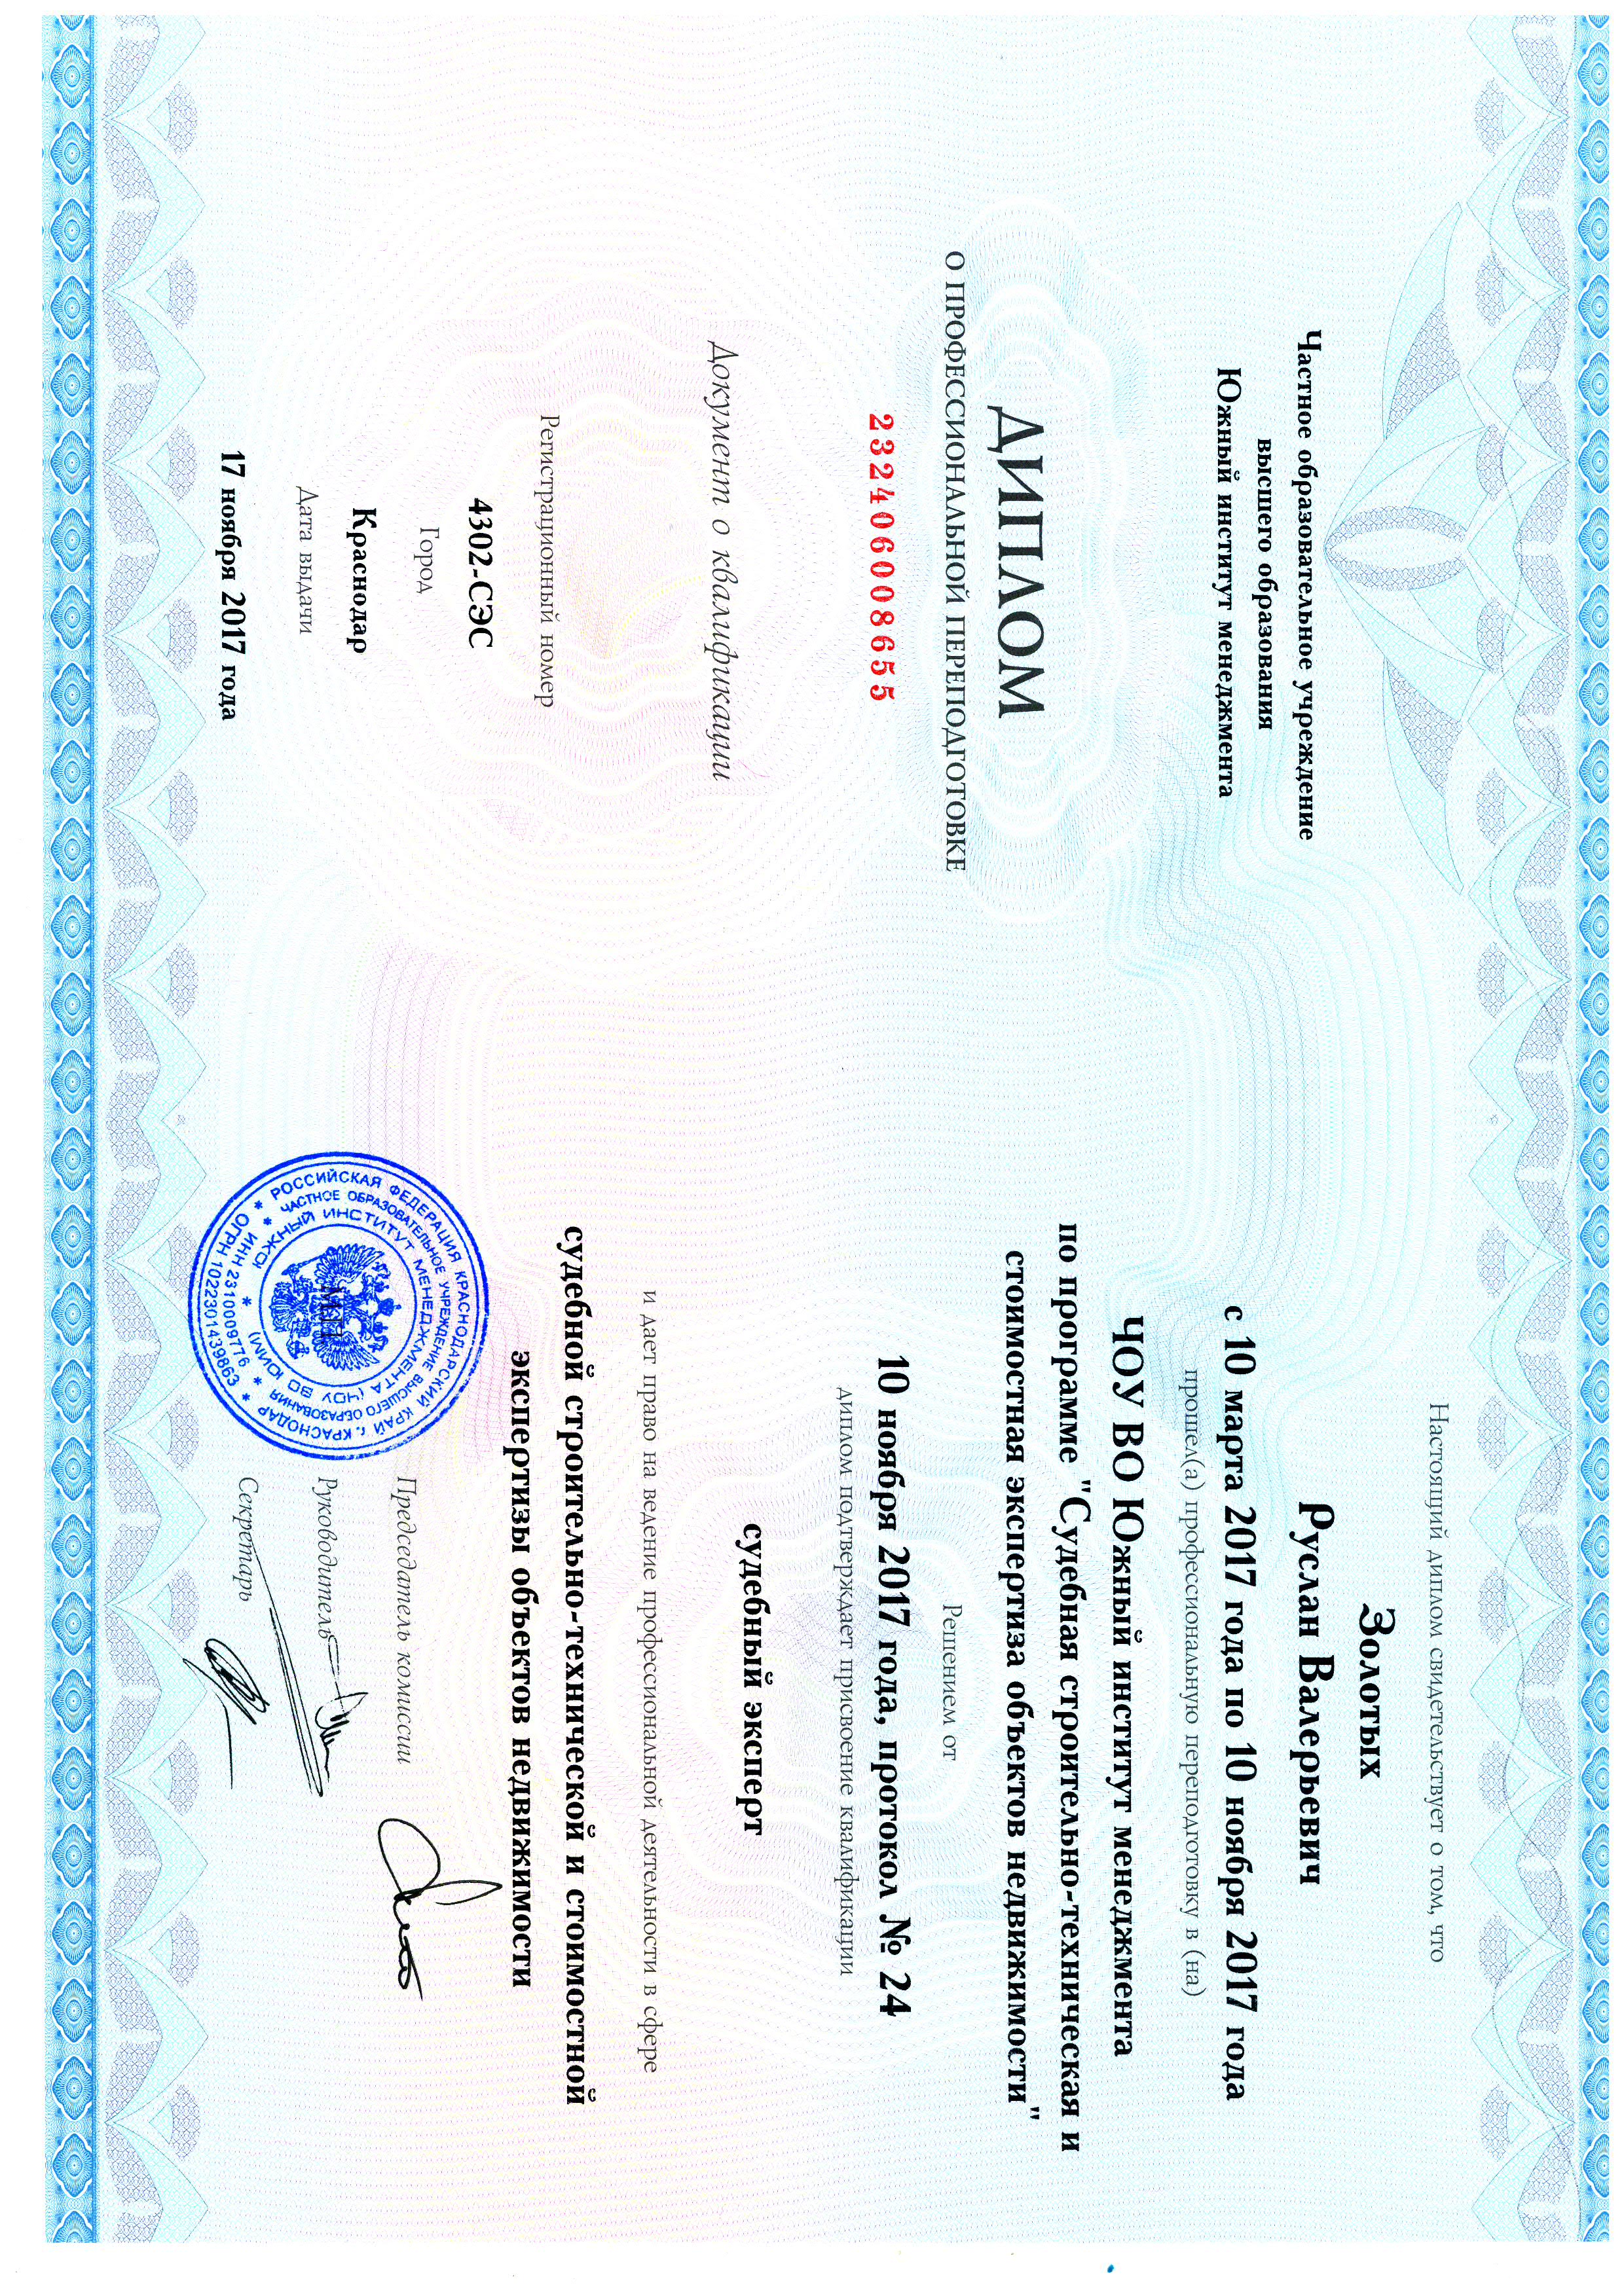 Частное образовательное учреждение
высшего образования
Южный институт менеджмента
ДИПЛОМ
О ПРОФЕССИОНАЛЬНОЙ ПЕРЕПОДГОТОВКЕ
232406008655
Документ о квалификации
Регистрационный номер
4302-СЭС
Город
Краснодар
Дата выдачи
17 ноября 2017 года
Настоящий диплом свидетельствует о том, что
Золотых
Руслан Валерьевич
с 10 марта 2017 года по 10 ноября 2017 года
прошел(а) профессиональную переподготовку в (на)
ЧОУ ВО Южный институт менеджмента
по программе "Судебная строительно-техническая и
стоимостная экспертиза объектов недвижимости"
Решением от
10 ноября 2017 года, протокол № 24
диплом подтверждает присвоение квалификации
судебный эксперт
и дает право на ведение профессиональной деятельности в сфере
судебной строительно-технической и стоимостной
экспертизы объектов недвижимости
Председатель комиссии
Руководитель
Секретарь
М.П.
* РОССИЙСКАЯ ФЕДЕРАЦИЯ КРАСНОДАРСКИЙ КРАЙ г. КРАСНОДАР *
ОГРН 1022301439863
* ЧАСТНОЕ ОБРАЗОВАТЕЛЬНОЕ УЧРЕЖДЕНИЕ ВЫСШЕГО ОБРАЗОВАНИЯ *
ИНН 2310009776
* ЮЖНЫЙ ИНСТИТУТ МЕНЕДЖМЕНТА (ЧОУ ВО ЮИМ)